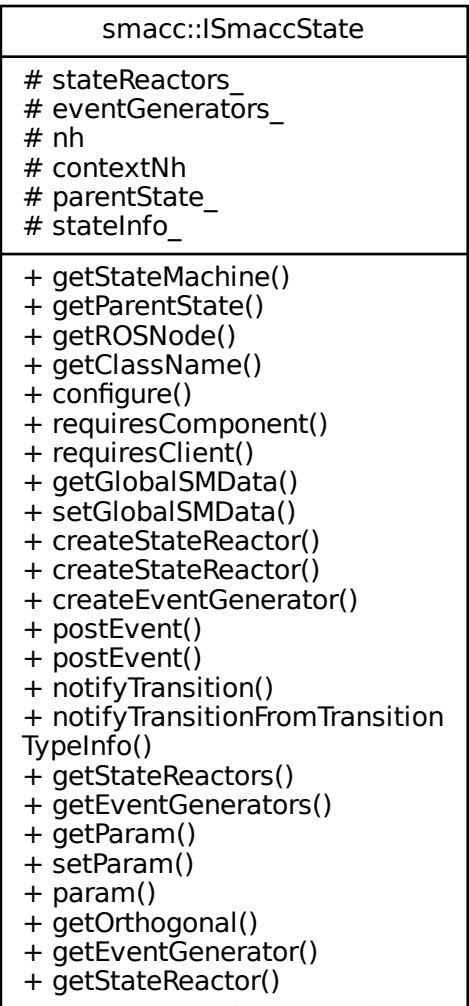 smacc::ISmaccState
# stateReactors_
# eventGenerators_
# nh
# contextNh
# parentState_
# stateInfo_
+ getStateMachine()
+ getParentState()
+ getROSNode()
+ getClassName()
+ configure()
+ requiresComponent()
+ requiresClient()
+ getGlobalSMData()
+ setGlobalSMData()
+ createStateReactor()
+ createStateReactor()
+ createEventGenerator()
+ postEvent()
+ postEvent()
+ notifyTransition()
+ notifyTransitionFromTransition
TypeInfo()
+ getStateReactors()
+ getEventGenerators()
+ getParam()
+ setParam()
+ param()
+ getOrthogonal()
+ getEventGenerator()
+ getStateReactor()